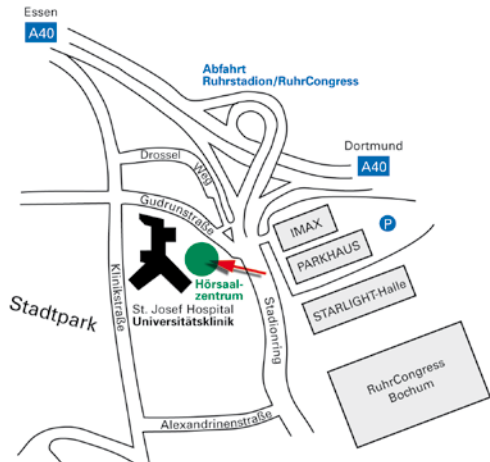 Essen
A40
Abfahrt
Ruhrstadion/RuhrCongress
Dortmund
A40
Drossel
Weg
Gudrunstraße
IMAX
P
PARKHAUS
Hörsaal-
zentrum
STARLIGHT-Halle
Klinikstraße
Stadtpark
St. Josef Hospital
Universitätsklinik
Stadionring
RuhrCongress
Bochum
Alexandrinenstraße